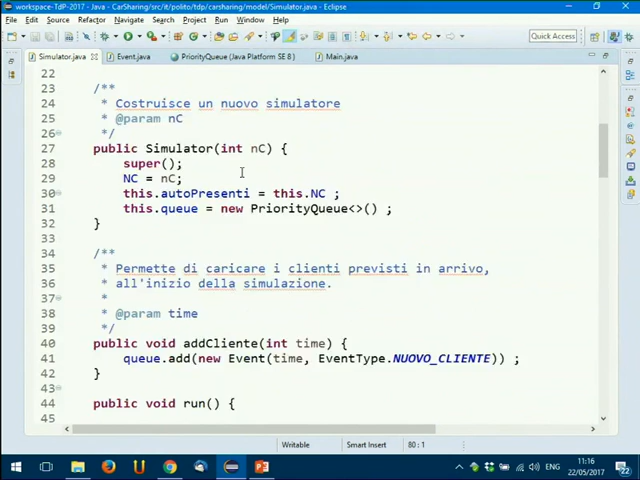 workspace-TdP-2017 - Java - CarSharing/src/it/polito/tdp/carsharing/model/Simulator.java - Eclipse
File Edit Source Refactor Navigate Search Project Run Window Help
Quick Access
Simulator.java Event.java PriorityQueue (Java Platform SE 8 ) Main.java
22
23 /**
24 * Costruisce un nuovo simulatore
25 * @param nC
26 */
27 public Simulator(int nC) {
28 super();
29 NC = nC;
30 this.autoPresenti = this.NC ;
31 this.queue = new PriorityQueue<>() ;
32 }
33
34 /**
35 * Permette di caricare i clienti previsti in arrivo,
36 * all'inizio della simulazione.
37 *
38 * @param time
39 */
40 public void addCliente(int time) {
41 queue.add(new Event(time, EventType.NUOVO_CLIENTE)) ;
42 }
43
44 public void run() {
45
Writable Smart Insert 80 : 1
ENG 11:16
22/05/2017 22